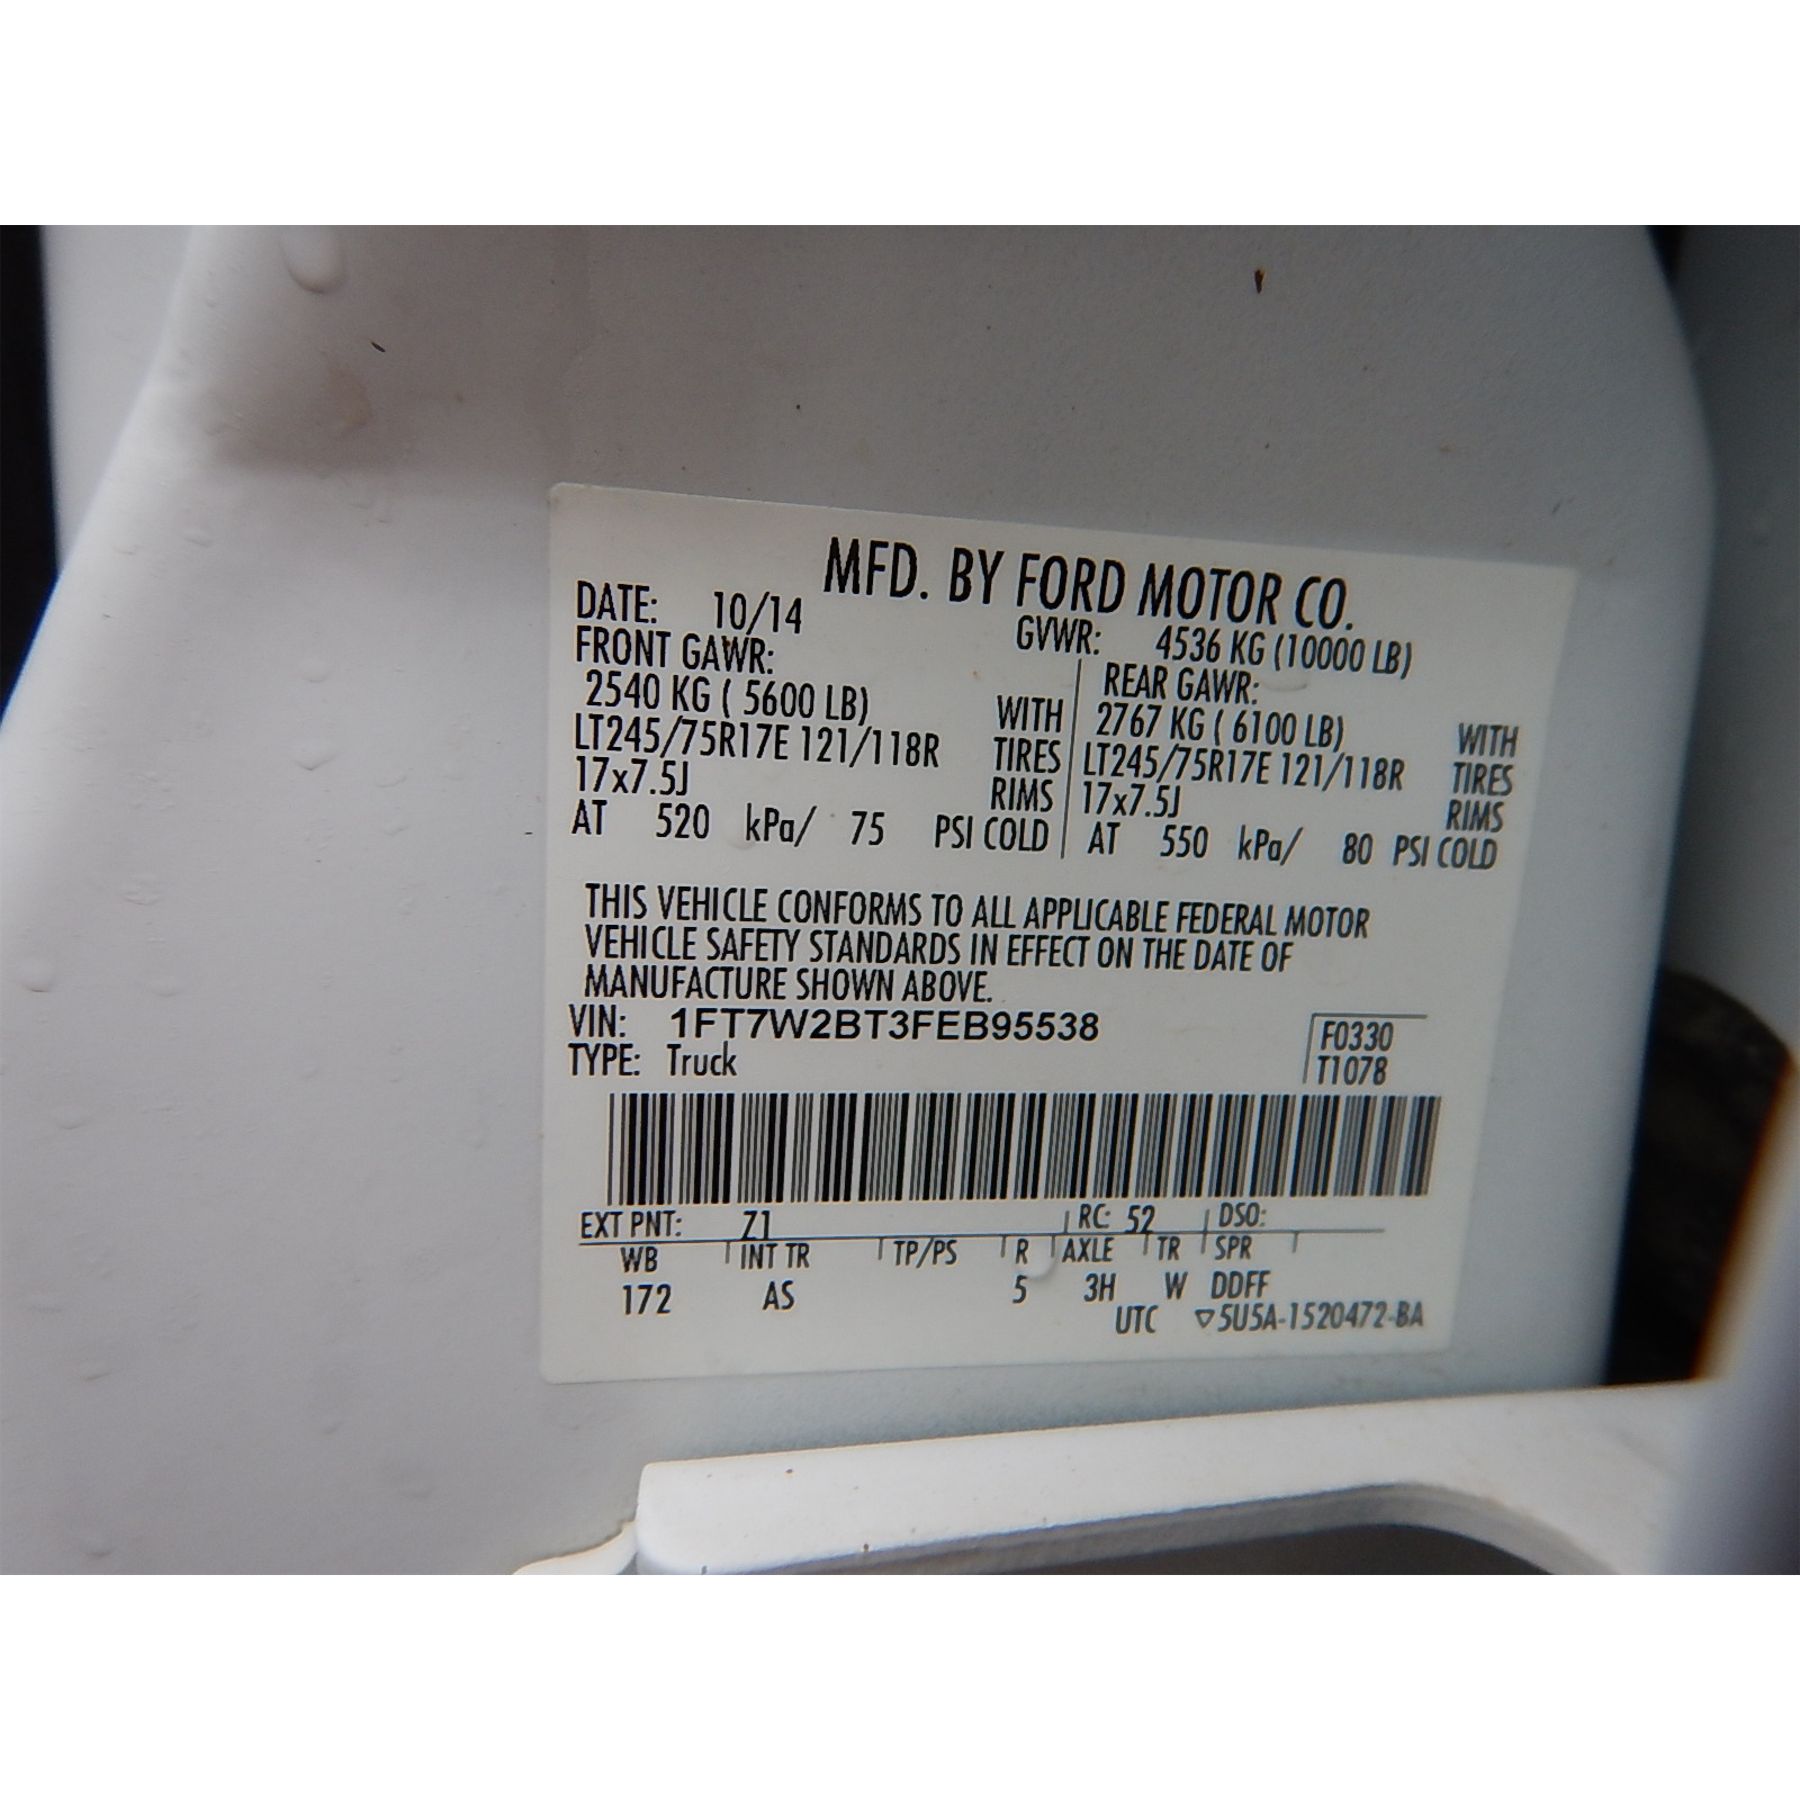 MFD. BY FORD MOTOR CO.
DATE: 10/14 GVWR: 4536 KG (10000 LB)
FRONT GAWR: REAR GAWR:
2540 KG ( 5600 LB) WITH 2767 KG ( 6100 LB) WITH
LT245/75R17E 121/118R TIRES LT245/75R17E 121/118R TIRES
17x7.5J RIMS 17x7.5J RIMS
AT 520 kPa/ 75 PSI COLD AT 550 kPa/ 80 PSI COLD
THIS VEHICLE CONFORMS TO ALL APPLICABLE FEDERAL MOTOR
VEHICLE SAFETY STANDARDS IN EFFECT ON THE DATE OF
MANUFACTURE SHOWN ABOVE.
VIN: 1FT7W2BT3FEB95538 F0330
TYPE: Truck T1078
EXT PNT: Z1 RC: 52 DSO:
WB INT TR TP/PS R AXLE TR SPR
172 AS 5 3H W DDFF
UTC ▽5U5A-1520472-BA